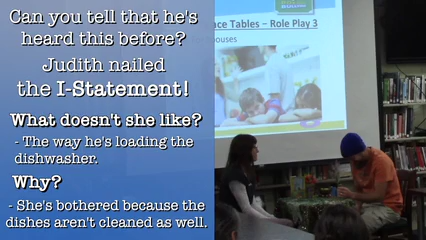 Can you tell that he's
heard this before?
Judith nailed
the I-Statement!
What doesn't she like?
- The way he's loading the
dishwasher.
Why?
- She's bothered because the
dishes aren't cleaned as well.
ace Tables – Role Play 3
ouses